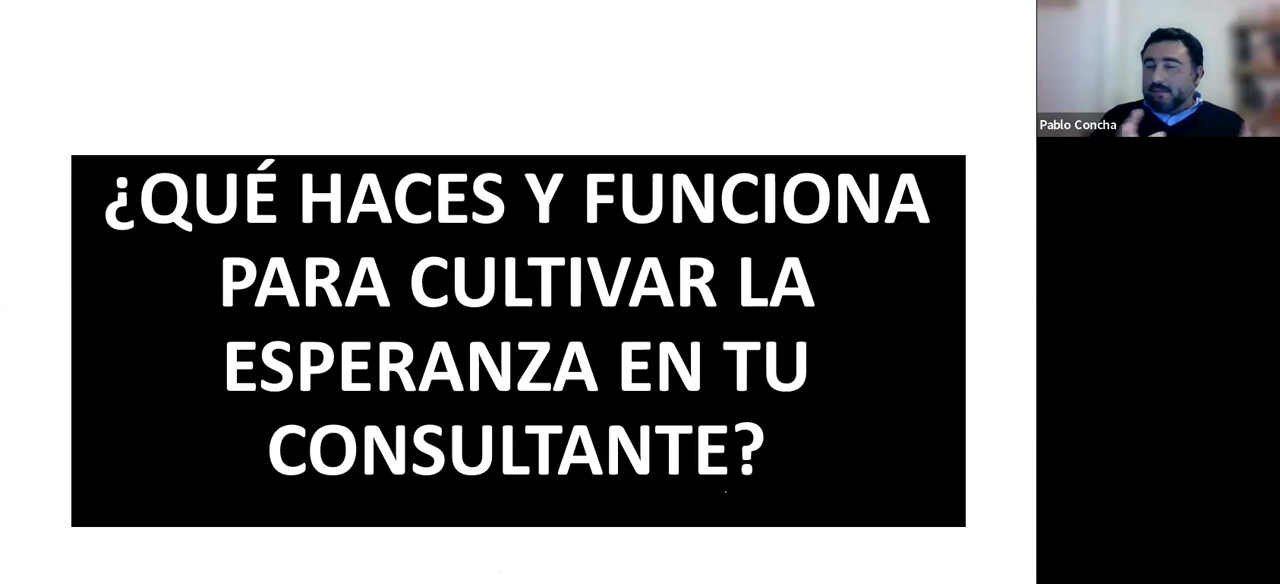 ¿QUÉ HACES Y FUNCIONA
PARA CULTIVAR LA
ESPERANZA EN TU
CONSULTANTE?
Pablo Concha